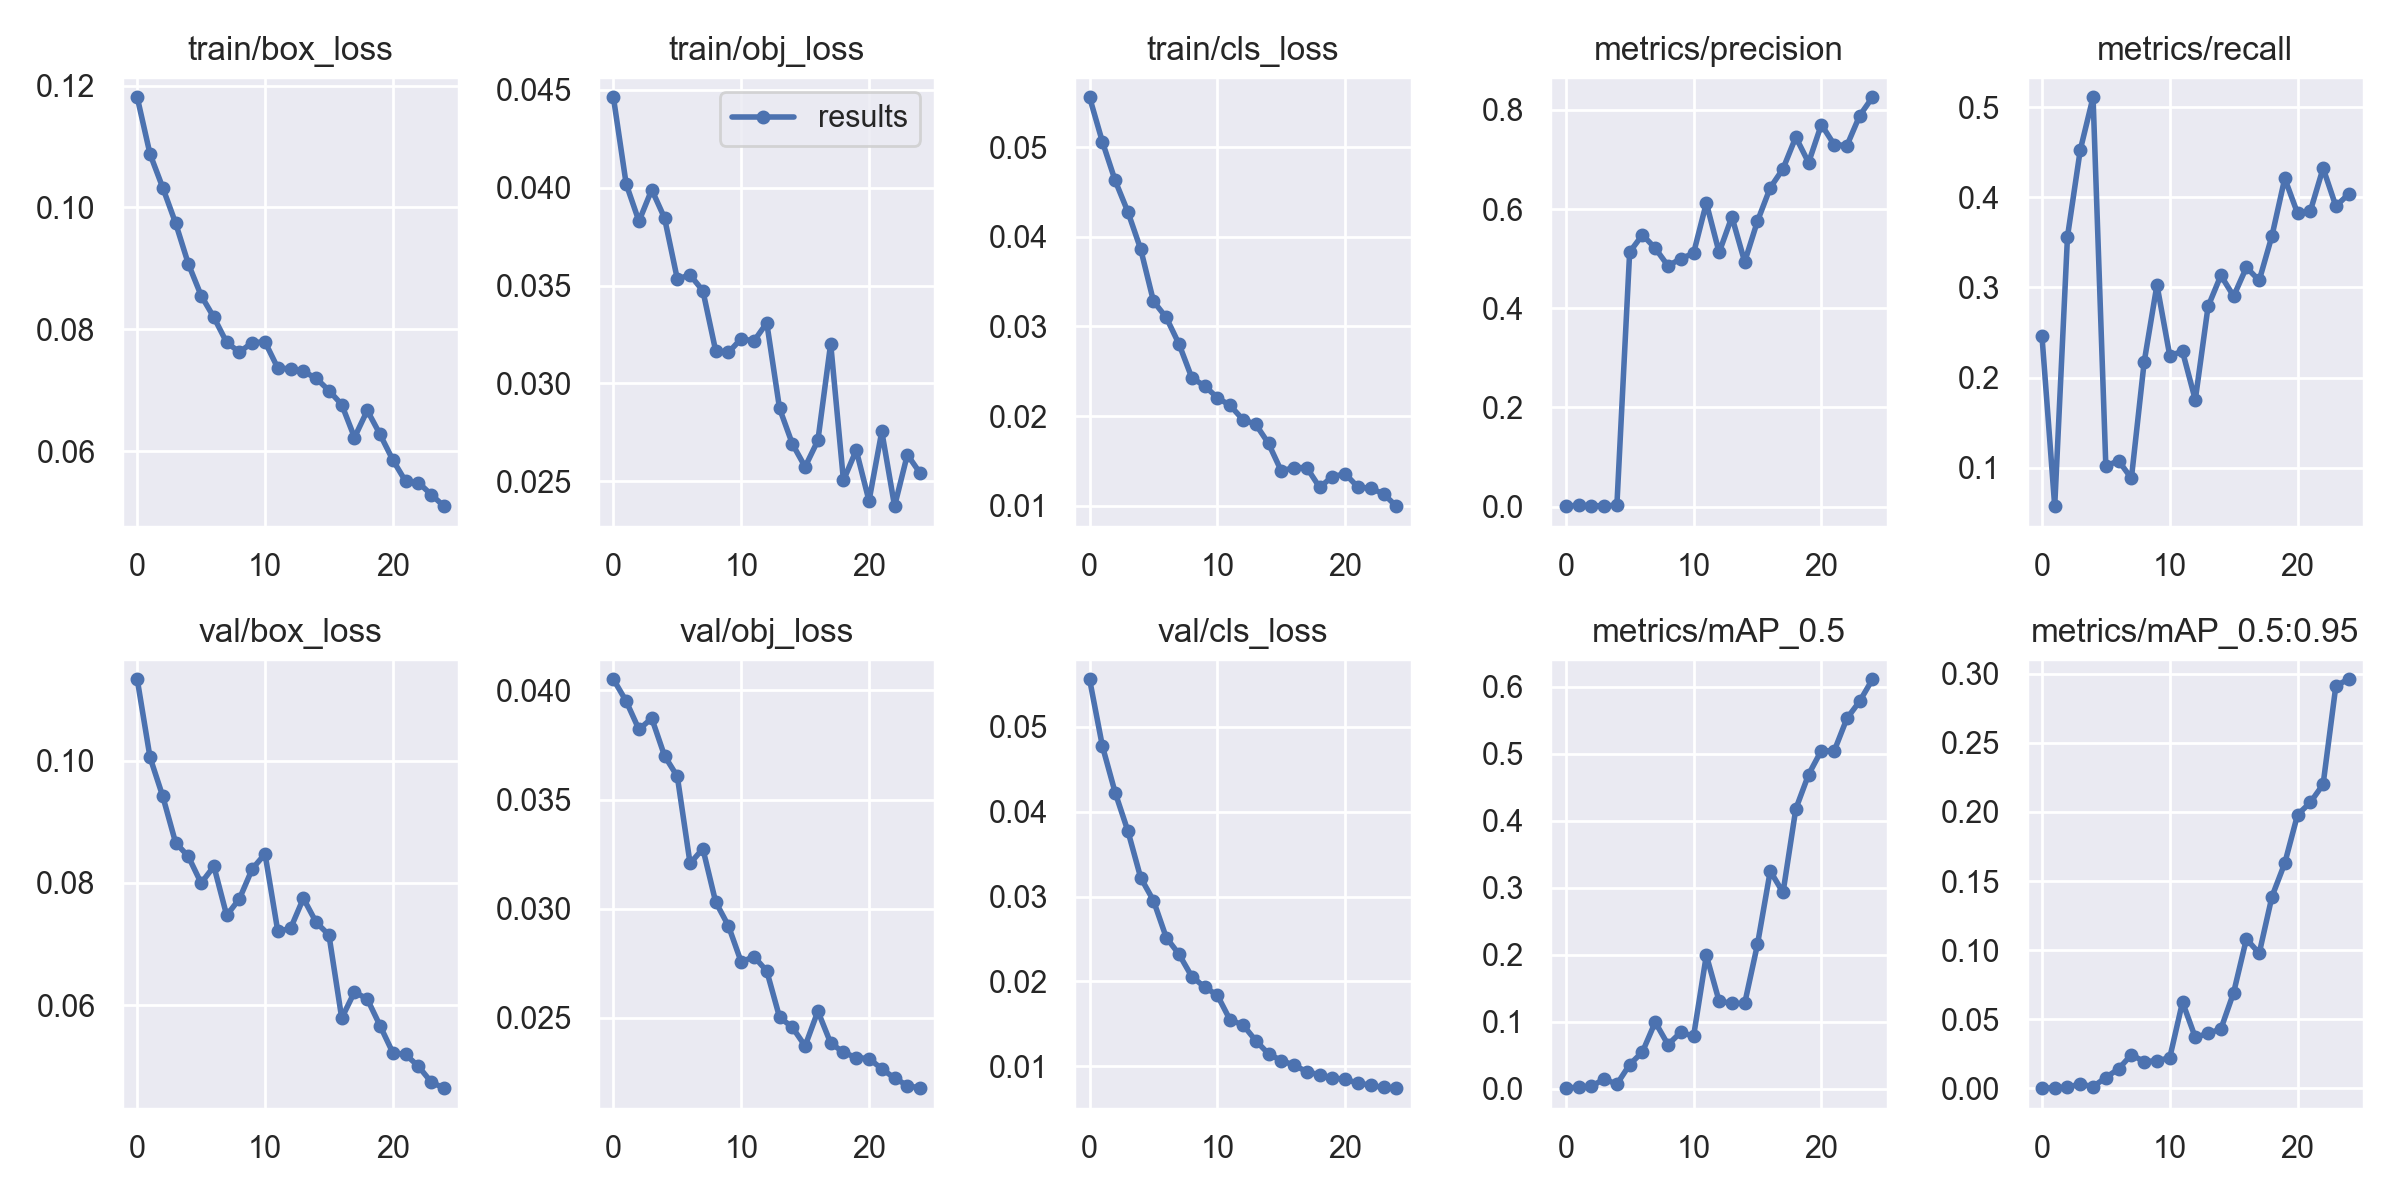 train/box_loss
0.12
0.10
0.08
0.06
0 10 20
train/obj_loss
results
0.045
0.040
0.035
0.030
0.025
0 10 20
train/cls_loss
0.05
0.04
0.03
0.02
0.01
0 10 20
metrics/precision
0.8
0.6
0.4
0.2
0.0
0 10 20
metrics/recall
0.5
0.4
0.3
0.2
0.1
0 10 20
val/box_loss
0.10
0.08
0.06
0 10 20
val/obj_loss
0.040
0.035
0.030
0.025
0 10 20
val/cls_loss
0.05
0.04
0.03
0.02
0.01
0 10 20
metrics/mAP_0.5
0.6
0.5
0.4
0.3
0.2
0.1
0.0
0 10 20
metrics/mAP_0.5:0.95
0.30
0.25
0.20
0.15
0.10
0.05
0.00
0 10 20